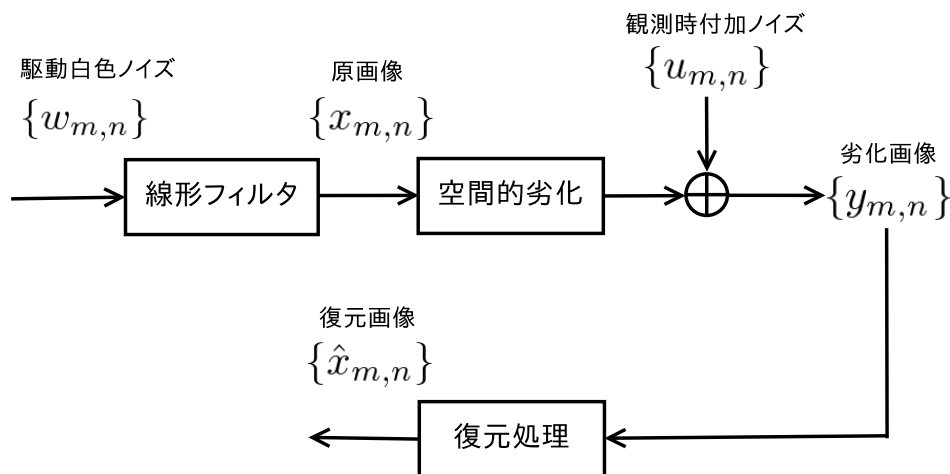 駆動白色ノイズ
{w_{m,n}}
原画像
{x_{m,n}}
観測時付加ノイズ
{u_{m,n}}
線形フィルタ
空間的劣化
劣化画像
{y_{m,n}}
復元画像
{\hat{x}_{m,n}}
復元処理